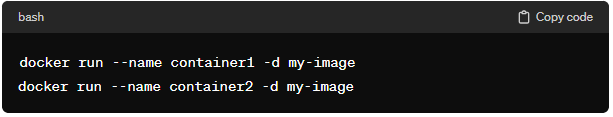 bash Copy code
docker run --name container1 -d my-image
docker run --name container2 -d my-image